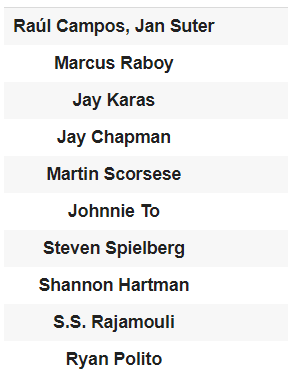 Raúl Campos, Jan Suter
Marcus Raboy
Jay Karas
Jay Chapman
Martin Scorsese
Johnnie To
Steven Spielberg
Shannon Hartman
S.S. Rajamouli
Ryan Polito